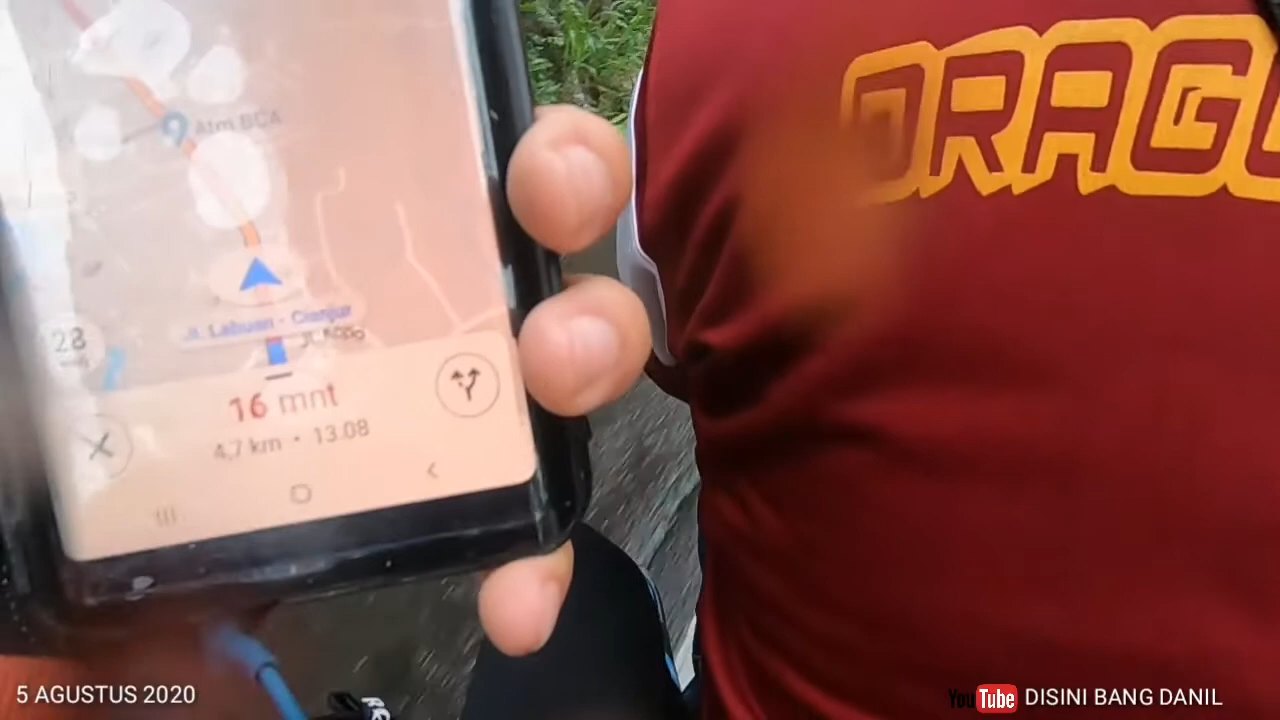 DRAG
Atm BCA
Jl. Labuan - Cianjur
28
16 mnt
4,7 km • 13.08
5 AGUSTUS 2020
YouTube DISINI BANG DANIL